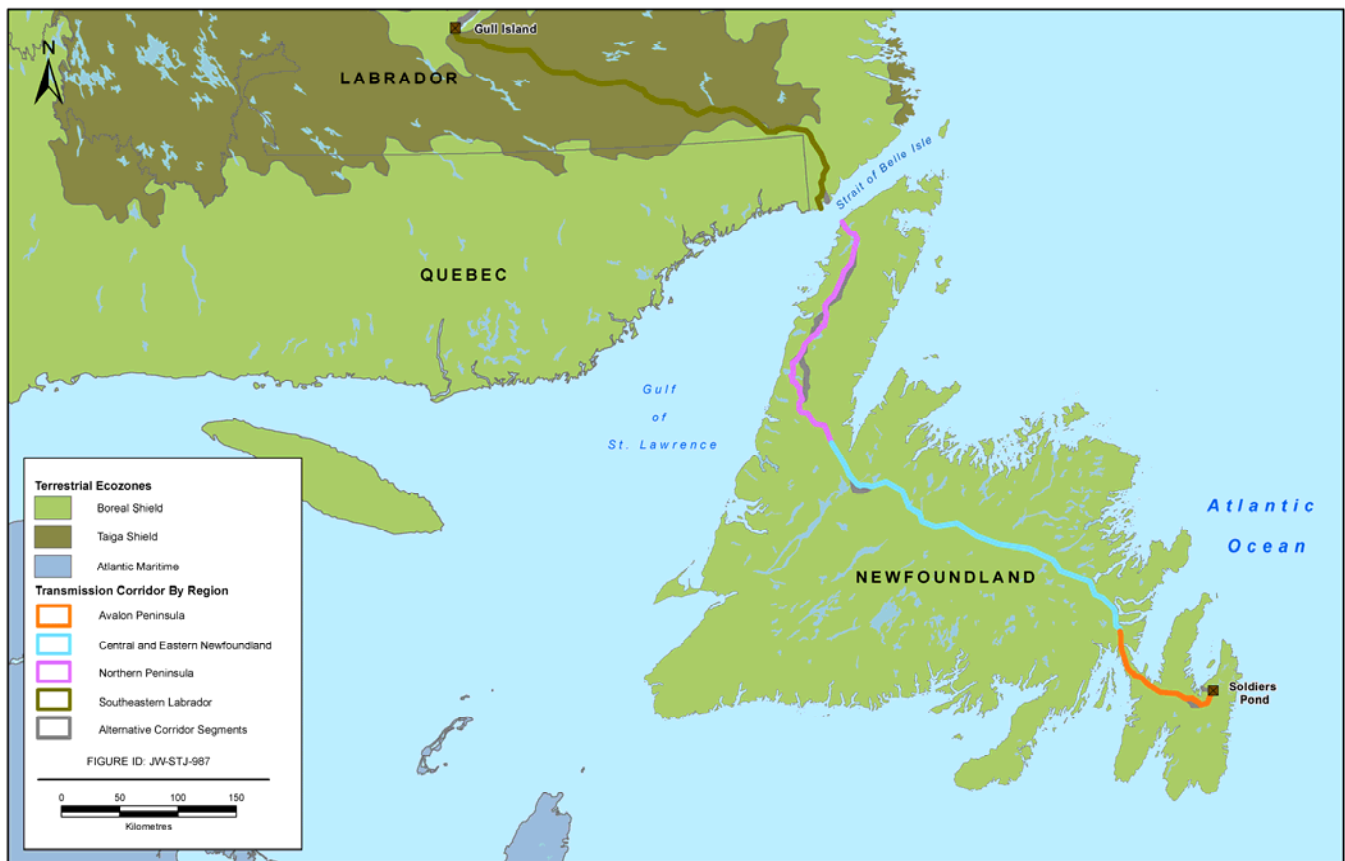 Gull Island
N
LABRADOR
Strait of Belle Isle
QUEBEC
Gulf
of
St. Lawrence
Atlantic
Ocean
NEWFOUNDLAND
Soldiers
Pond
Terrestrial Ecozones
Boreal Shield
Taiga Shield
Atlantic Maritime
Transmission Corridor By Region
Avalon Peninsula
Central and Eastern Newfoundland
Northern Peninsula
Southeastern Labrador
Alternative Corridor Segments
FIGURE ID: JW-STJ-987
0 50 100 150
Kilometres